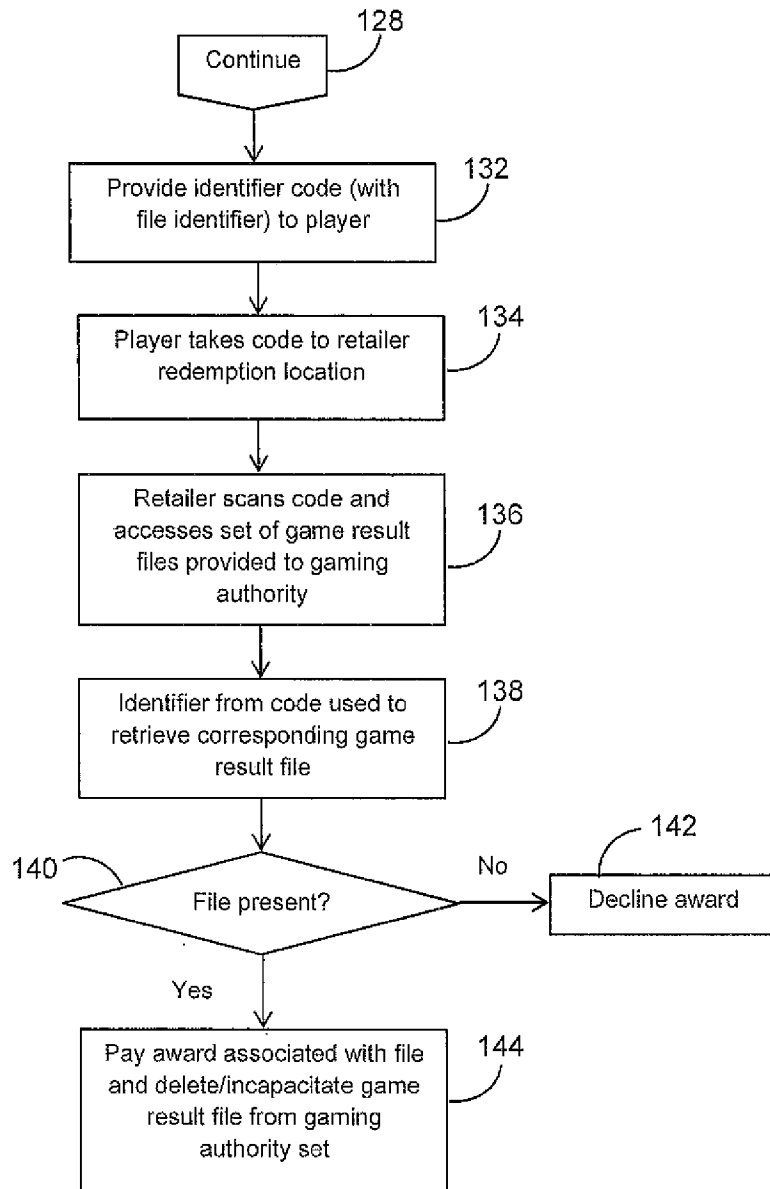 128
Continue
132
Provide identifier code (with
file identifier) to player
134
Player takes code to retailer
redemption location
Retailer scans code and
accesses set of game result
136
files provided to gaming
authority
Identifier from code used to
138
retrieve corresponding game
result file
142
140
No
File present?
Decline award
Yes
Pay award associated with file
144
and delete/incapacitate game
result file from gaming
authority set